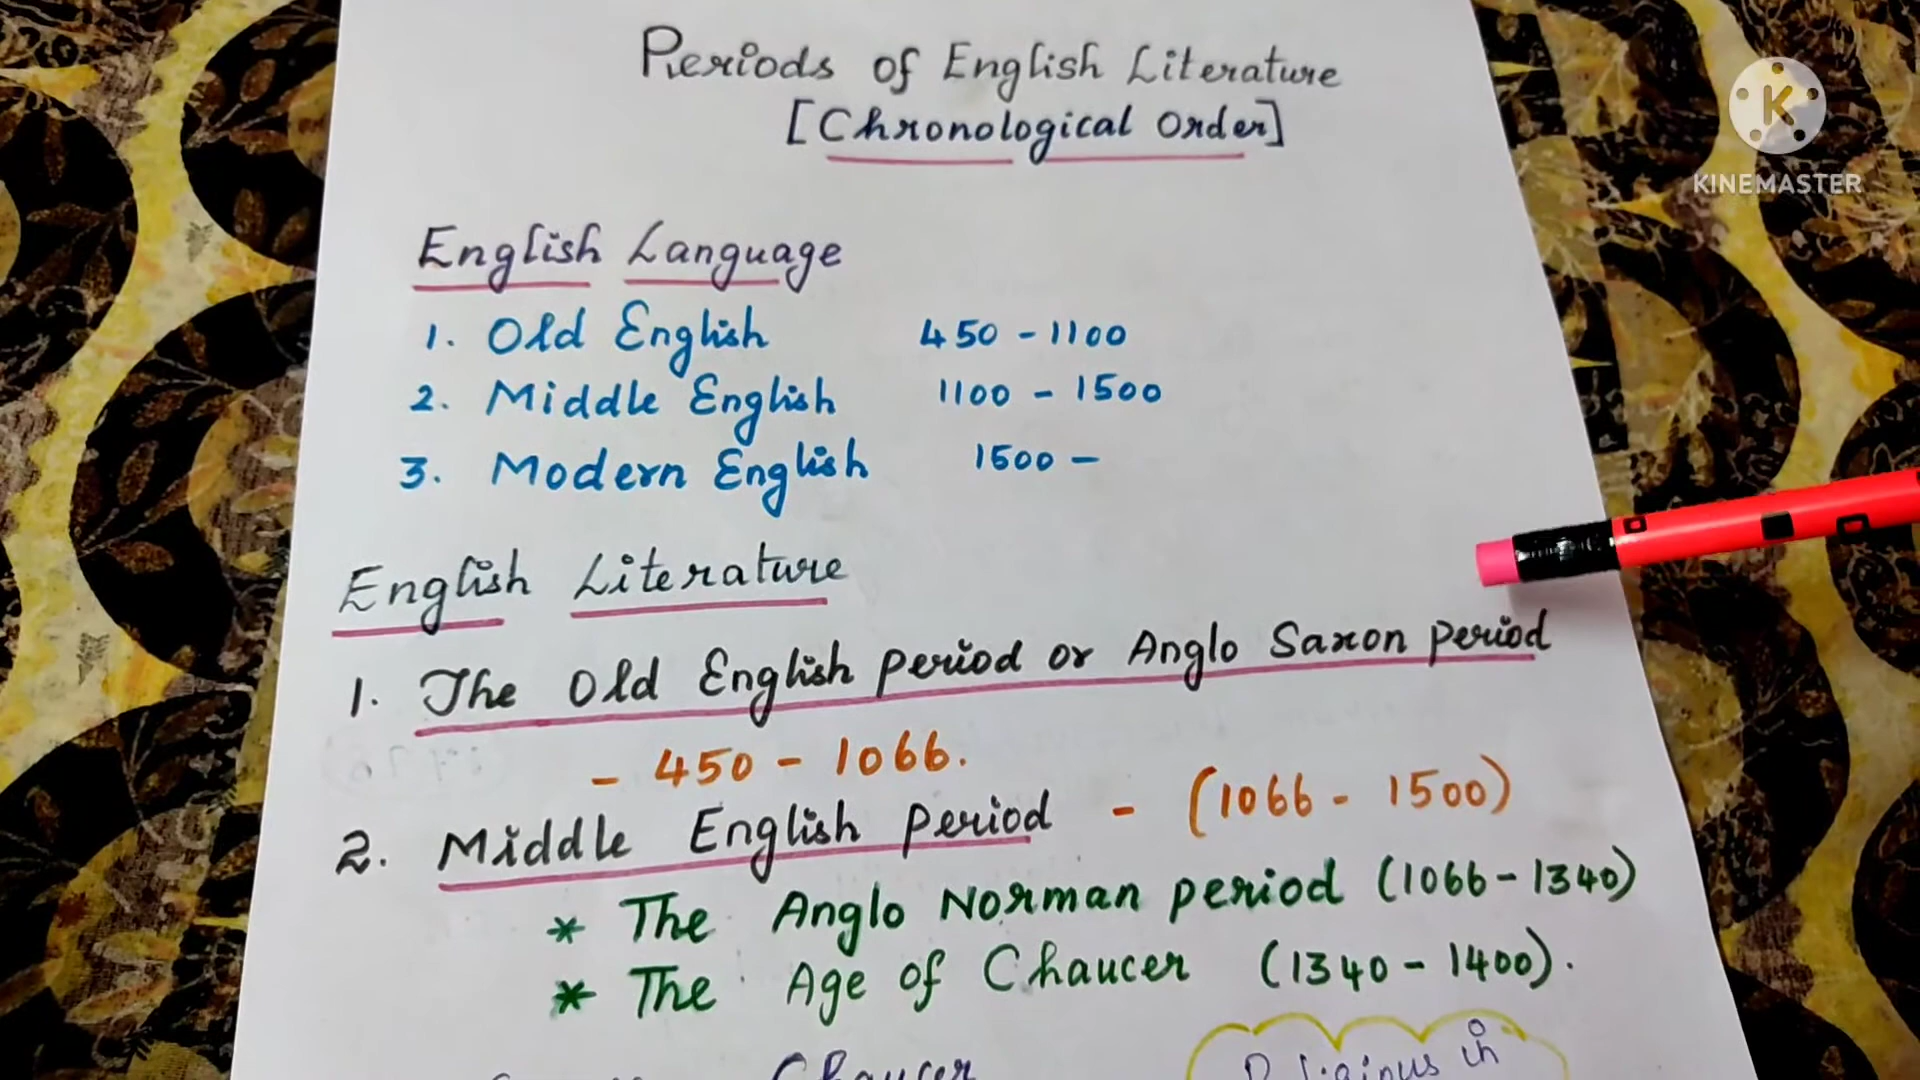 Periods of English Literature
[Chronological Order]
K
KINEMASTER
English Language
1. Old English 450 - 1100
2. Middle English 1100 - 1500
3. Modern English 1500 -
English Literature
1. The Old English period or Anglo Saxon period
- 450 - 1066.
2. Middle English period - (1066 - 1500)
* The Anglo Norman period (1066 - 1340)
* The Age of Chaucer (1340 - 1400).
Chaucer
in